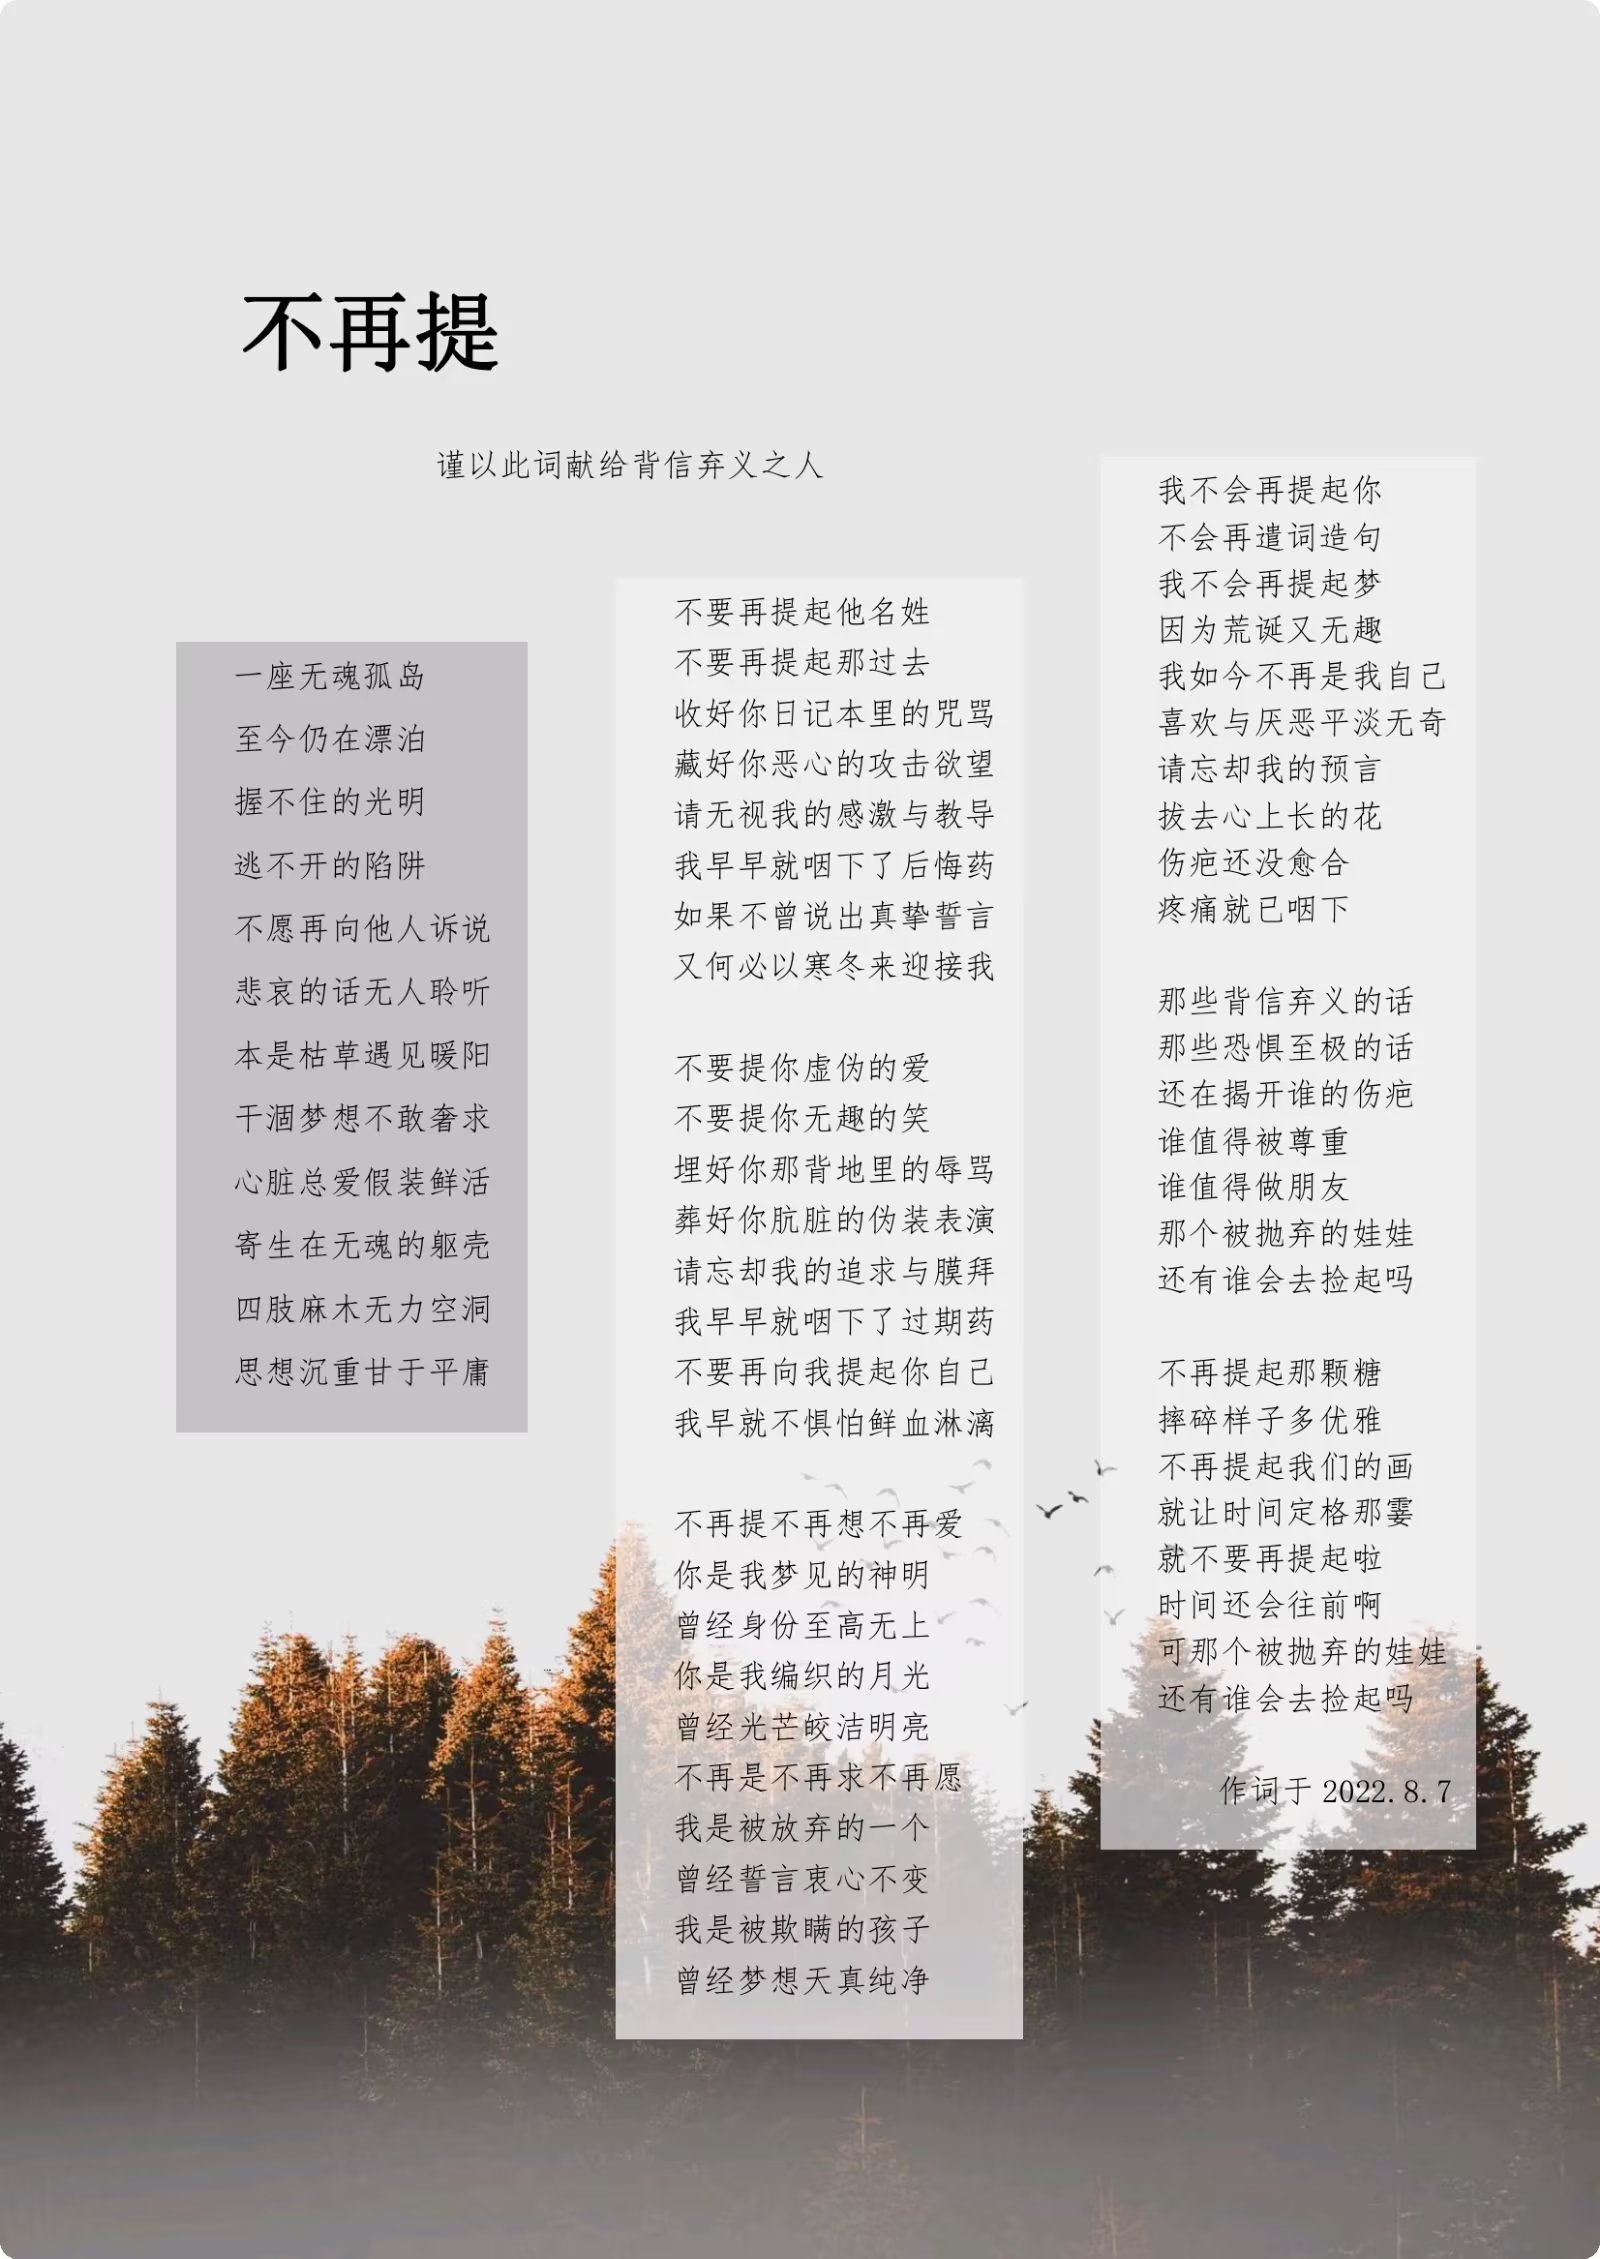 不再提
谨以此词献给背信弃义之人
一座无魂孤岛
至今仍在漂泊
握不住的光明
逃不开的陷阱
不愿再向他人诉说
悲哀的话无人聆听
本是枯草遇见暖阳
干涸梦想不敢奢求
心脏总爱假装鲜活
寄生在无魂的躯壳
四肢麻木无力空洞
思想沉重甘于平庸
不要再提起他名姓
不要再提起那过去
收好你日记本里的咒骂
藏好你恶心的攻击欲望
请无视我的感激与教导
我早早就咽下了后悔药
如果不曾说出真挚誓言
又何必以寒冬来迎接我
不要提你虚伪的爱
不要提你无趣的笑
埋好你那背地里的辱骂
葬好你肮脏的伪装表演
请忘却我的追求与膜拜
我早早就咽下了过期药
不要再向我提起你自己
我早就不惧怕鲜血淋漓
不再提不再想不再爱
你是我梦见的神明
曾经身份至高无上
你是我编织的月光
曾经光芒皎洁明亮
不再是不再求不再愿
我是被放弃的一个
曾经誓言衷心不变
我是被欺瞒的孩子
曾经梦想天真纯净
我不会再提起你
不会再遣词造句
我不会再提起梦
因为荒诞又无趣
我如今不再是我自己
喜欢与厌恶平淡无奇
请忘却我的预言
拔去心上长的花
伤疤还没愈合
疼痛就已咽下
那些背信弃义的话
那些恐惧至极的话
还在揭开谁的伤疤
谁值得被尊重
谁值得做朋友
那个被抛弃的娃娃
还有谁会去捡起吗
不再提起那颗糖
摔碎样子多优雅
不再提起我们的画
就让时间定格那霎
就不要再提起啦
时间还会往前啊
可那个被抛弃的娃娃
还有谁会去捡起吗
作词于 2022.8.7